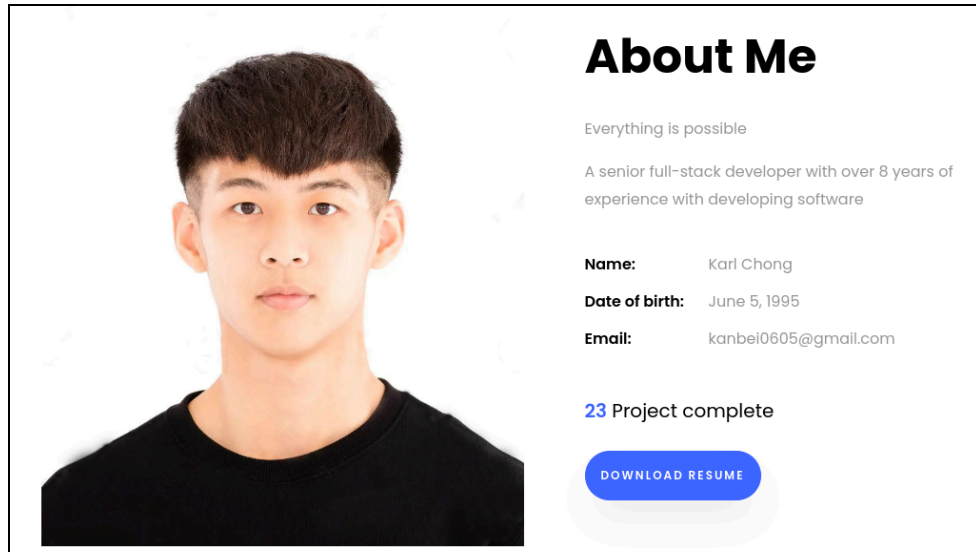 About Me
Everything is possible
A senior full-stack developer with over 8 years of
experience with developing software
Name: Karl Chong
Date of birth: June 5, 1995
Email: kanbei0605@gmail.com
23 Project complete
DOWNLOAD RESUME